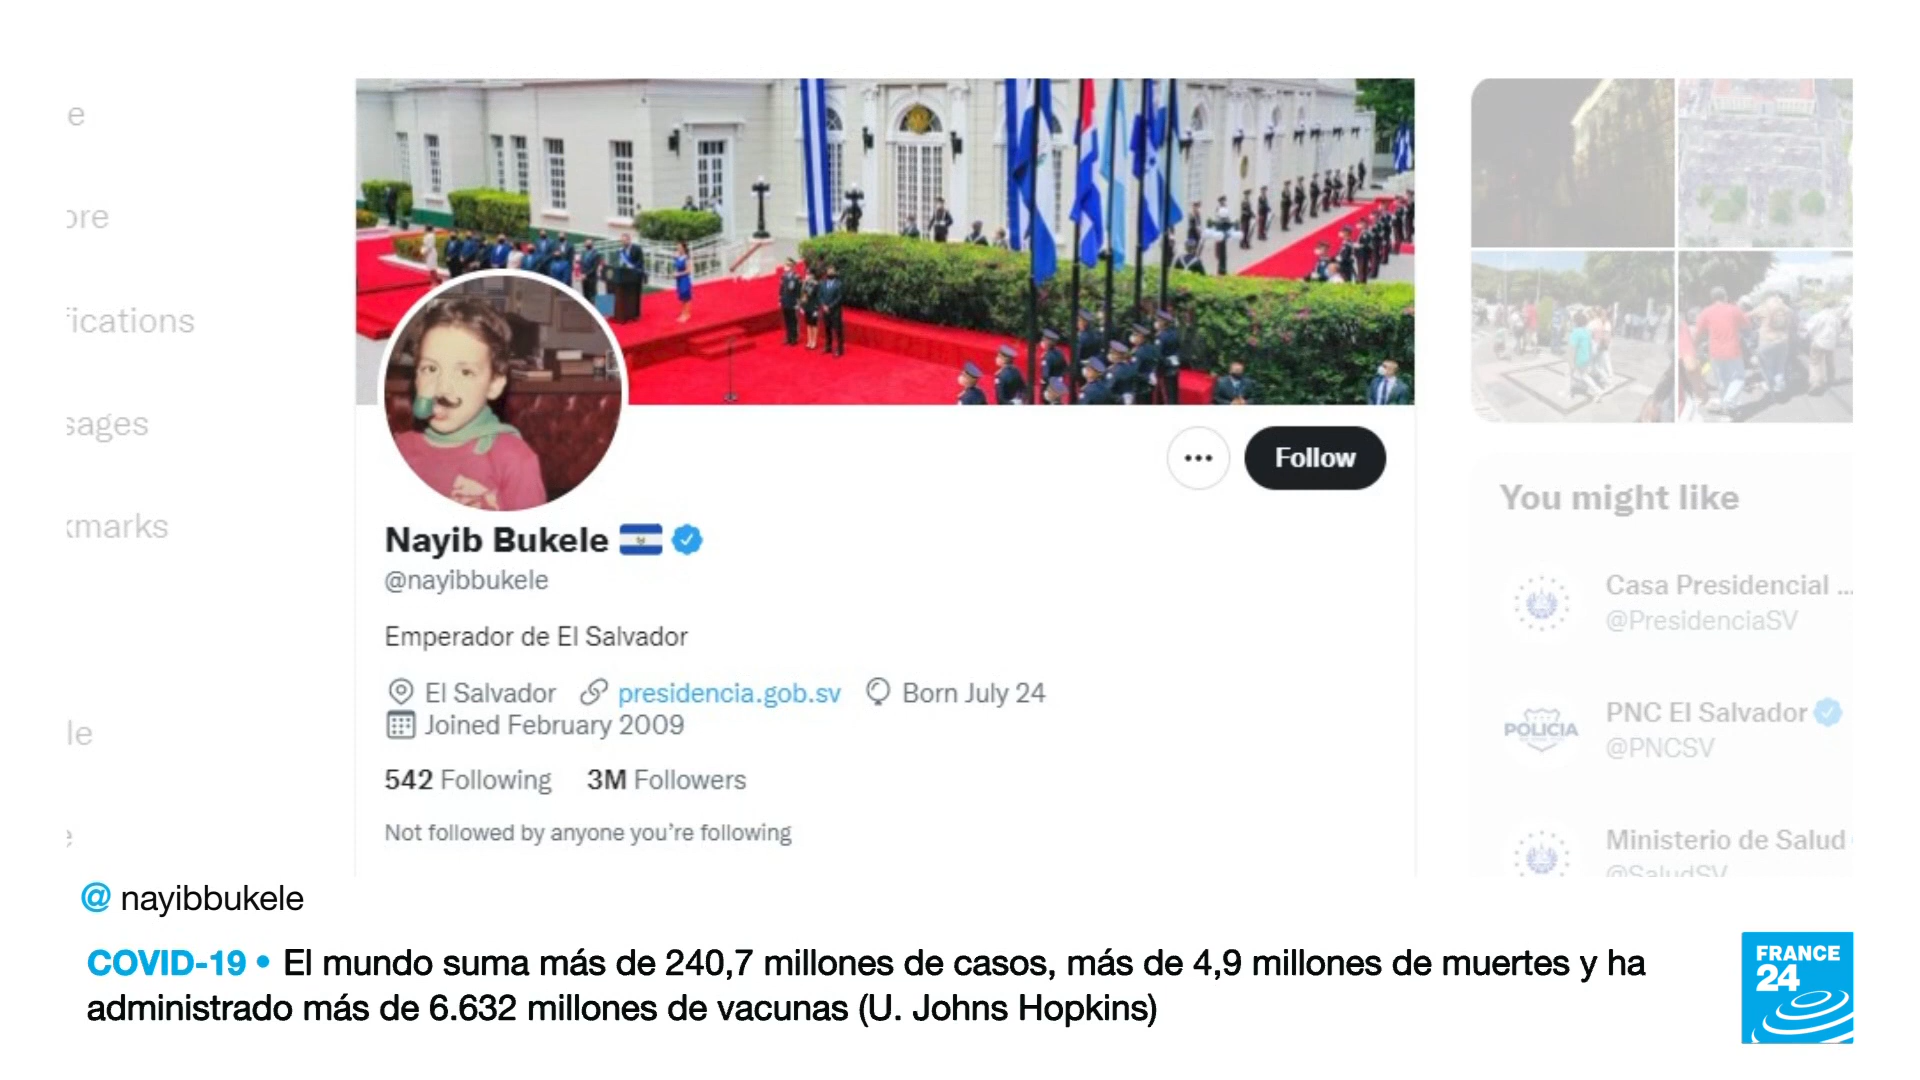 e
ore
ications
sages
kmarks
le
e
Follow
Nayib Bukele
@nayibbukele
Emperador de El Salvador
El Salvador presidencia.gob.sv Born July 24
Joined February 2009
542 Following 3M Followers
Not followed by anyone you're following
You might like
Casa Presidencial ...
@PresidenciaSV
POLICIA
PNC El Salvador
@PNCSV
Ministerio de Salud
@SaludSV
@ nayibbukele
COVID-19 • El mundo suma más de 240,7 millones de casos, más de 4,9 millones de muertes y ha
administrado más de 6.632 millones de vacunas (U. Johns Hopkins)
FRANCE
24